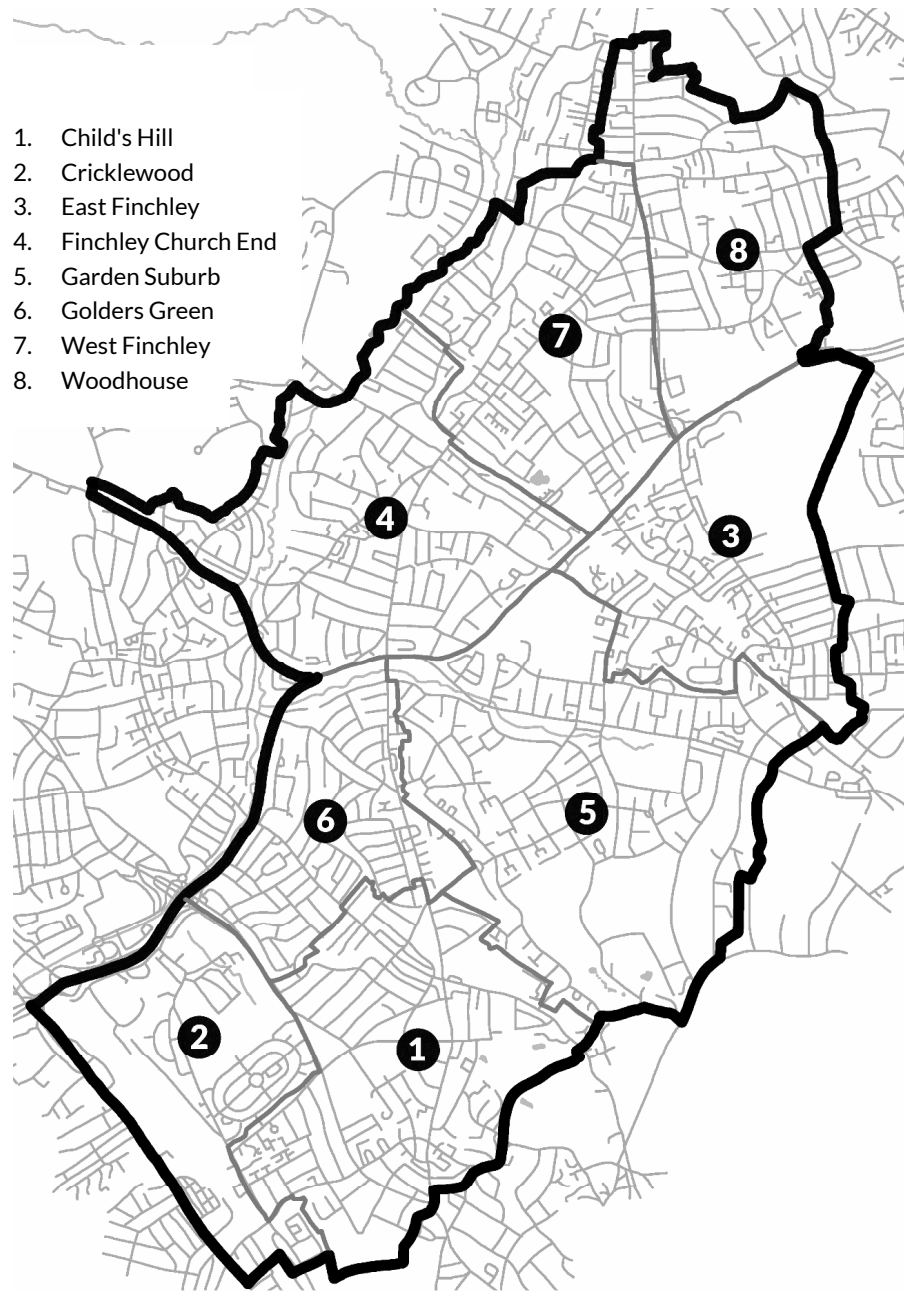 1. Child's Hill
2. Cricklewood
3. East Finchley
4. Finchley Church End
5. Garden Suburb
6. Golders Green
7. West Finchley
8. Woodhouse
8
7
4
3
5
6
2
1